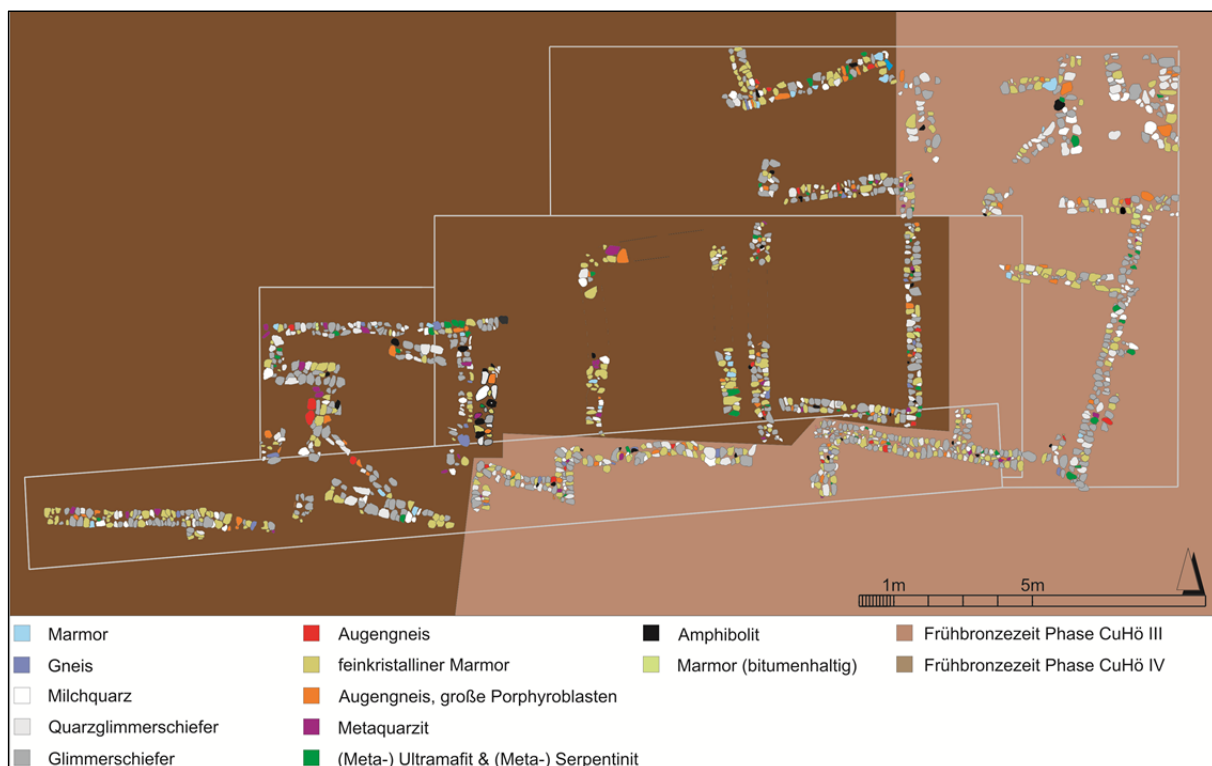 1m 5m
Marmor
Gneis
Milchquarz
Quarzglimmerschiefer
Glimmerschiefer
Augengneis
feinkristalliner Marmor
Augengneis, große Porphyroblasten
Metaquarzit
(Meta-) Ultramafit & (Meta-) Serpentinit
Amphibolit
Marmor (bitumenhaltig)
Frühbronzezeit Phase CuHö III
Frühbronzezeit Phase CuHö IV